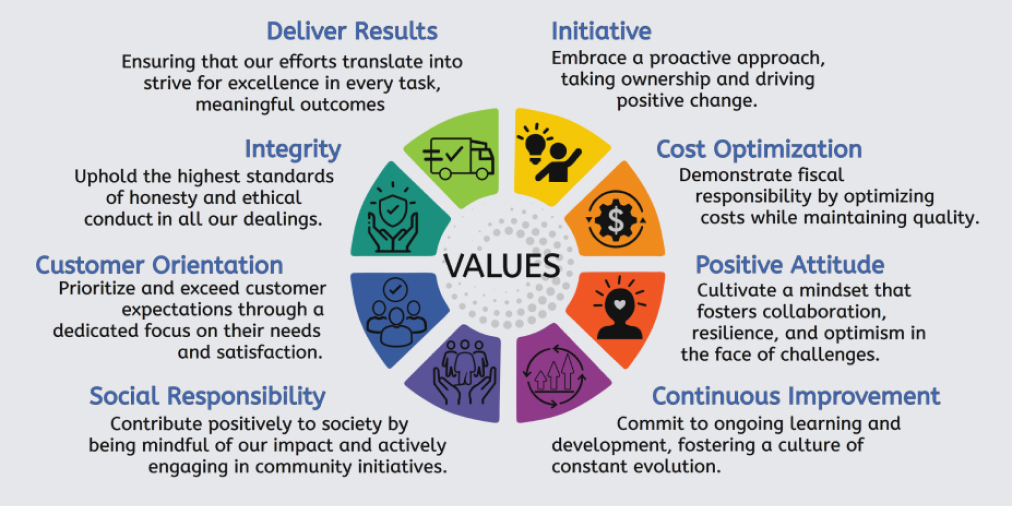 Deliver Results
Ensuring that our efforts translate into
strive for excellence in every task,
meaningful outcomes
Initiative
Embrace a proactive approach,
taking ownership and driving
positive change.
Integrity
Uphold the highest standards
of honesty and ethical
conduct in all our dealings.
Cost Optimization
Demonstrate fiscal
responsibility by optimizing
costs while maintaining quality.
VALUES
Customer Orientation
Prioritize and exceed customer
expectations through a
dedicated focus on their needs
and satisfaction.
Positive Attitude
Cultivate a mindset that
fosters collaboration,
resilience, and optimism in
the face of challenges.
Social Responsibility
Contribute positively to society by
being mindful of our impact and actively
engaging in community initiatives.
Continuous Improvement
Commit to ongoing learning and
development, fostering a culture of
constant evolution.
$